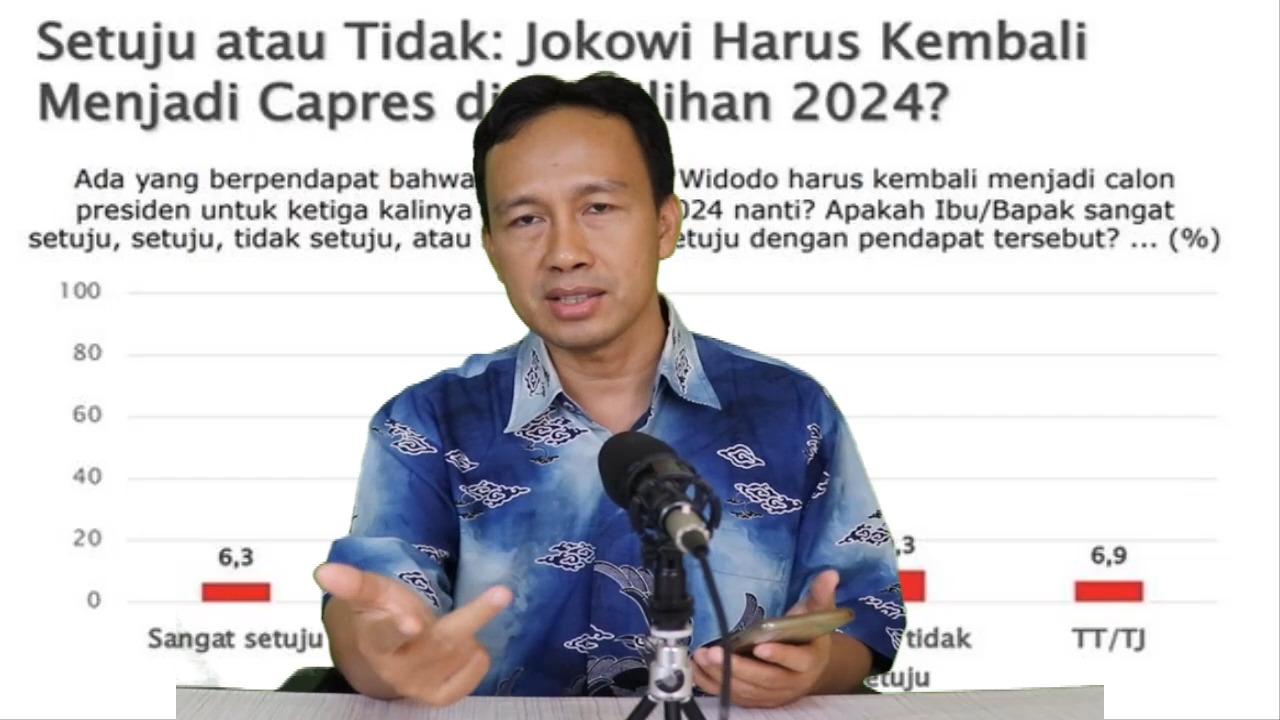 Setuju atau Tidak: Jokowi Harus Kembali
Menjadi Capres di lihan 2024?
Ada yang berpendapat bahwa Widodo harus kembali menjadi calon
presiden untuk ketiga kalinya 024 nanti? Apakah Ibu/Bapak sangat
setuju, setuju, tidak setuju, atau etuju dengan pendapat tersebut? ... (%)
100
80
60
40
20
0
6,3
,3
6,9
Sangat setuju
tidak
etuju
TT/TJ